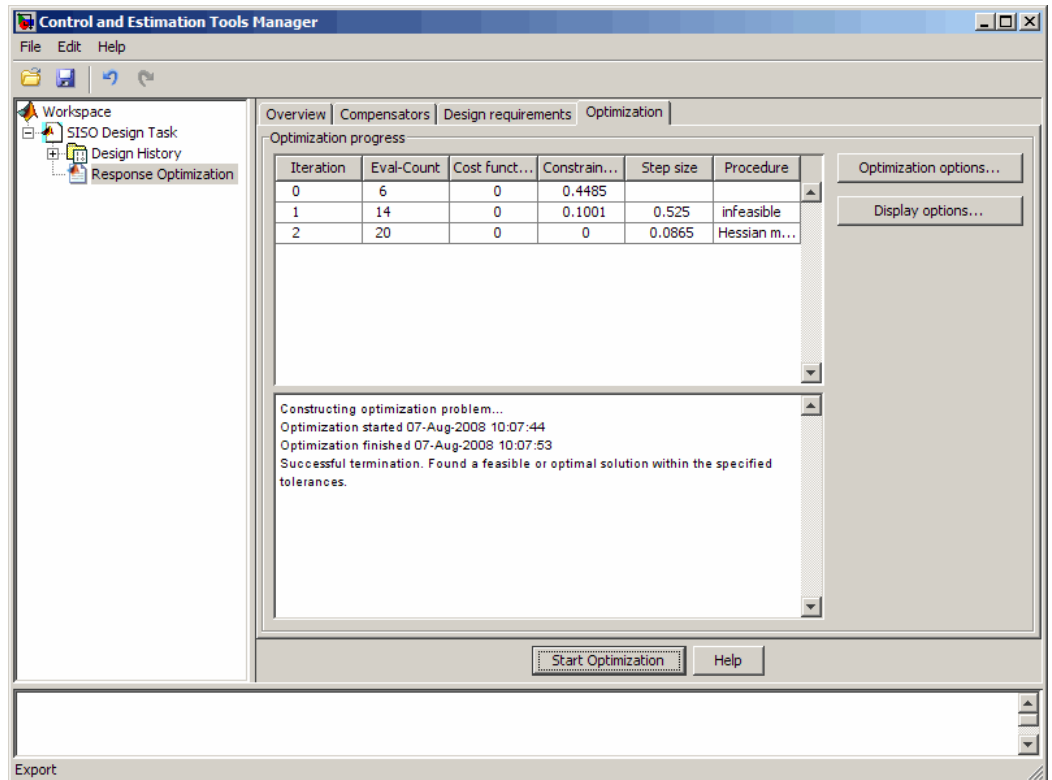 Control and Estimation Tools Manager
File Edit Help
Workspace
SISO Design Task
Design History
Response Optimization
Overview Compensators Design requirements Optimization
Optimization progress
Iteration Eval-Count Cost funct... Constrain... Step size Procedure
0 6 0 0.4485
1 14 0 0.1001 0.525 infeasible
2 20 0 0 0.0865 Hessian m...
Optimization options...
Display options...
Constructing optimization problem...
Optimization started 07-Aug-2008 10:07:44
Optimization finished 07-Aug-2008 10:07:53
Successful termination. Found a feasible or optimal solution within the specified
tolerances.
Start Optimization Help
Export